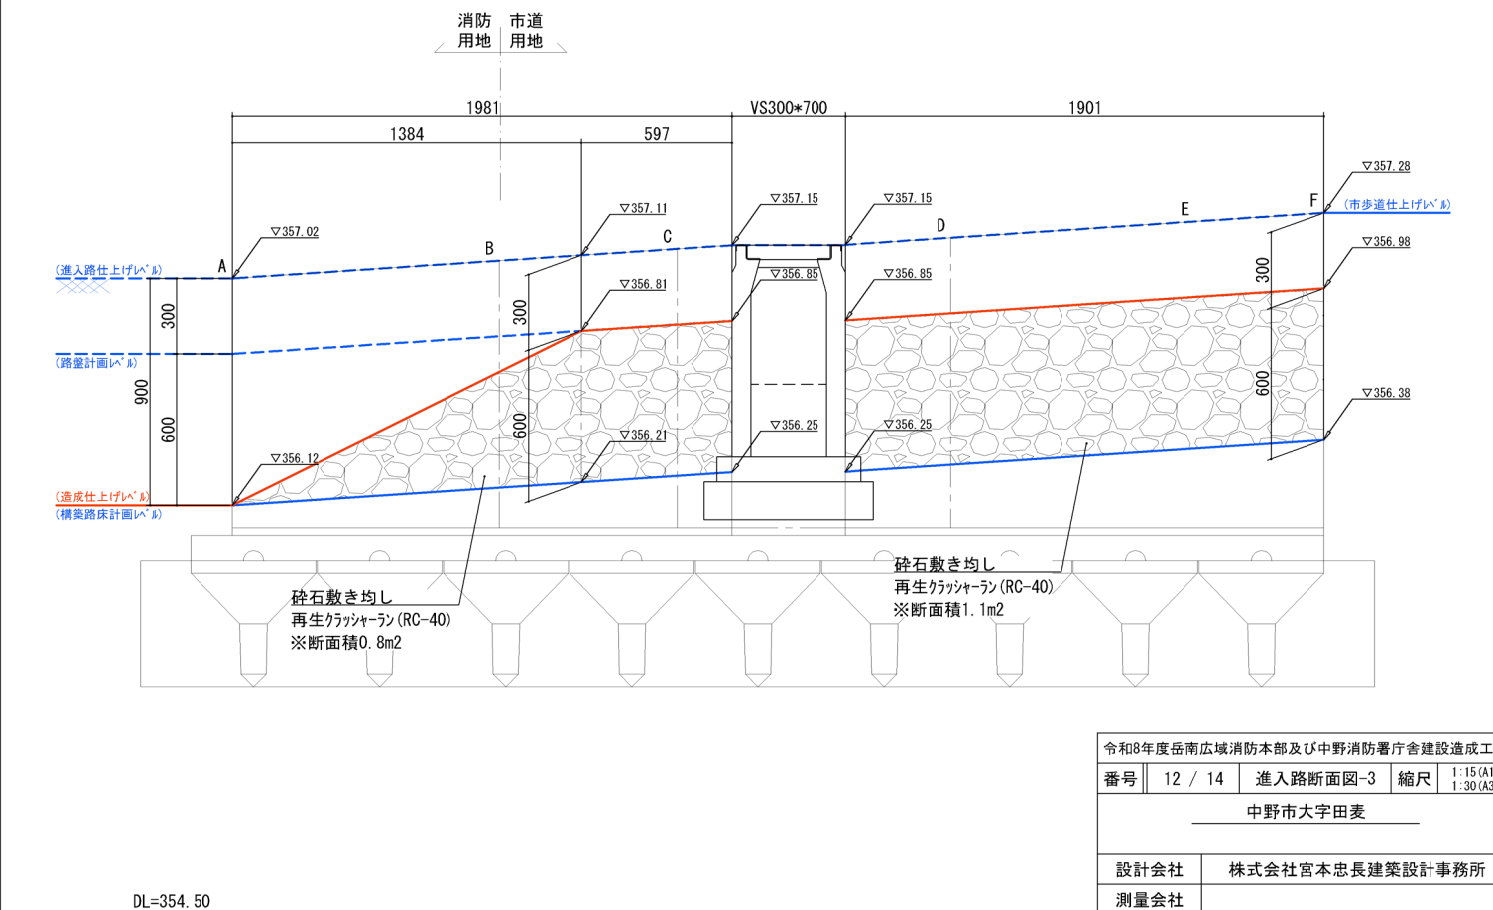 消防 市道
用地 用地
1981
VS300*700
1901
1384
597
▽357.28
(市歩道仕上げﾚﾍﾞﾙ)
▽357.15
▽357.15
▽357.11
▽357.02
A
B
C
D
E
F
(進入路仕上げﾚﾍﾞﾙ)
▽356.98
▽356.85
▽356.85
▽356.81
300
300
300
(路盤計画ﾚﾍﾞﾙ)
900
600
600
600
▽356.38
▽356.25
▽356.25
▽356.21
▽356.12
(造成仕上げﾚﾍﾞﾙ)
(構築路床計画ﾚﾍﾞﾙ)
砕石敷き均し
再生ｸﾗｯｼｬｰﾗﾝ(RC-40)
※断面積0.8m2
砕石敷き均し
再生ｸﾗｯｼｬｰﾗﾝ(RC-40)
※断面積1.1m2
令和8年度岳南広域消防本部及び中野消防署庁舎建設造成工
番号 12 / 14 進入路断面図-3 縮尺 1:15(A1
1:30(A3
中野市大字田麦
設計会社 株式会社宮本忠長建築設計事務所
測量会社
DL=354.50